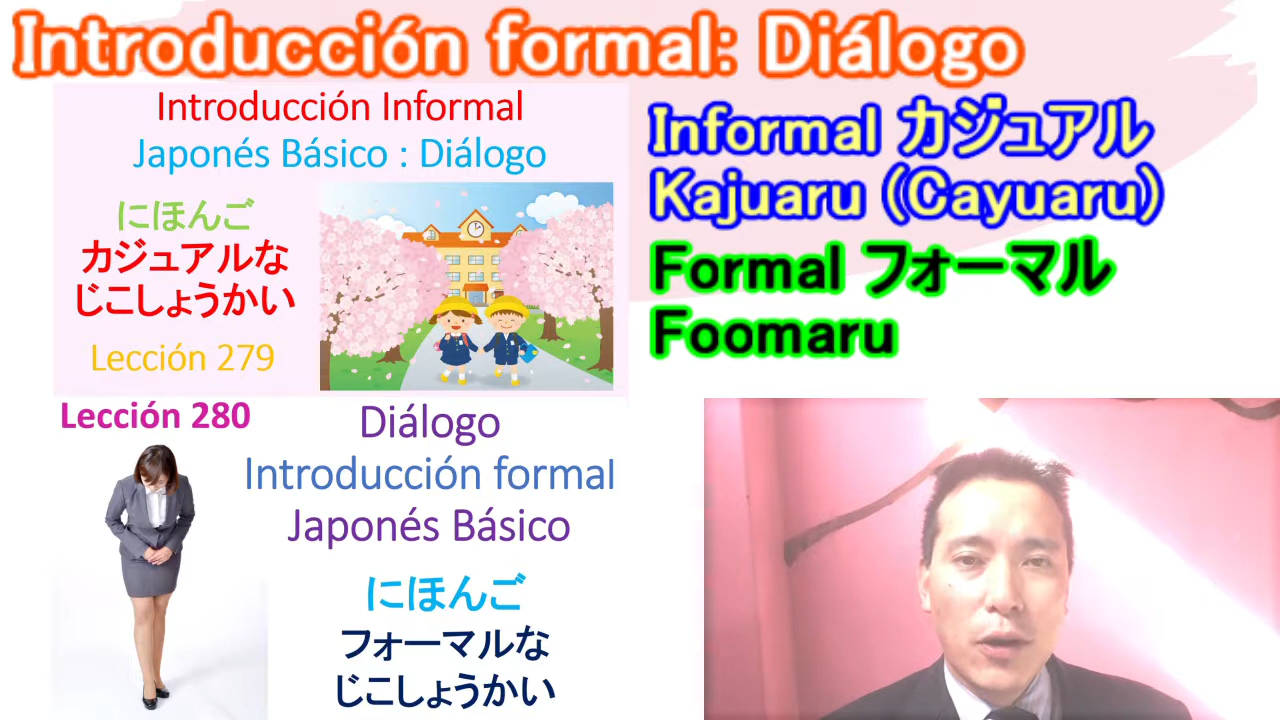 Introducción formal: Diálogo
Introducción Informal
Japonés Básico : Diálogo
にほんご
カジュアルな
じこしょうかい
Lección 279
Informal カジュアル
Kajuaru (Cayuaru)
Formal フォーマル
Foomaru
Lección 280
Diálogo
Introducción formal
Japonés Básico
にほんご
フォーマルな
じこしょうかい